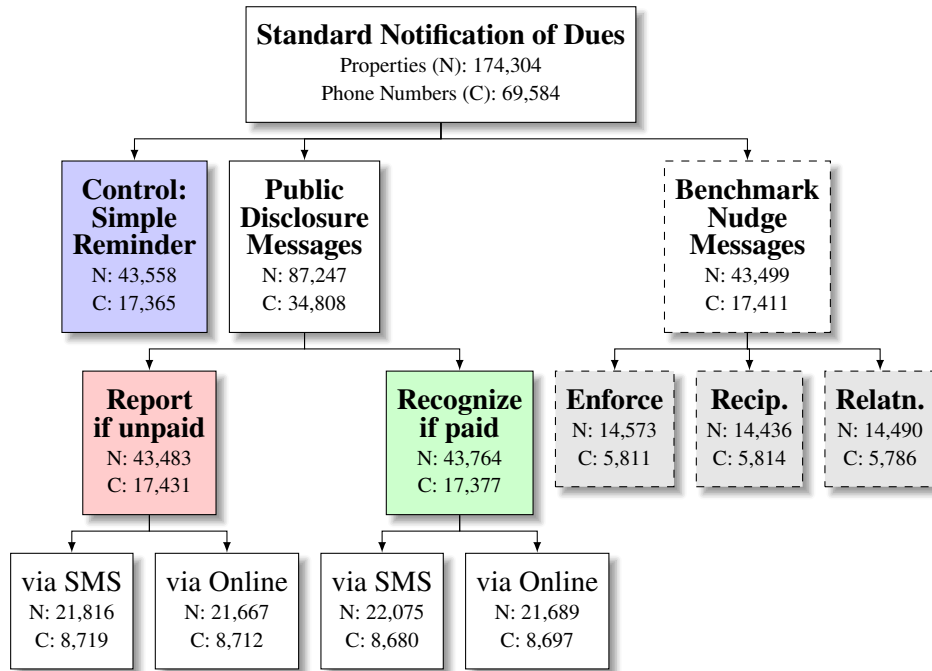 Standard Notification of Dues
Properties (N): 174,304
Phone Numbers (C): 69,584
Control:
Simple
Reminder
N: 43,558
C: 17,365
Public
Disclosure
Messages
N: 87,247
C: 34,808
Benchmark
Nudge
Messages
N: 43,499
C: 17,411
Report
if unpaid
N: 43,483
C: 17,431
Recognize
if paid
N: 43,764
C: 17,377
Enforce
N: 14,573
C: 5,811
Recip.
N: 14,436
C: 5,814
Relatn.
N: 14,490
C: 5,786
via SMS
N: 21,816
C: 8,719
via Online
N: 21,667
C: 8,712
via SMS
N: 22,075
C: 8,680
via Online
N: 21,689
C: 8,697